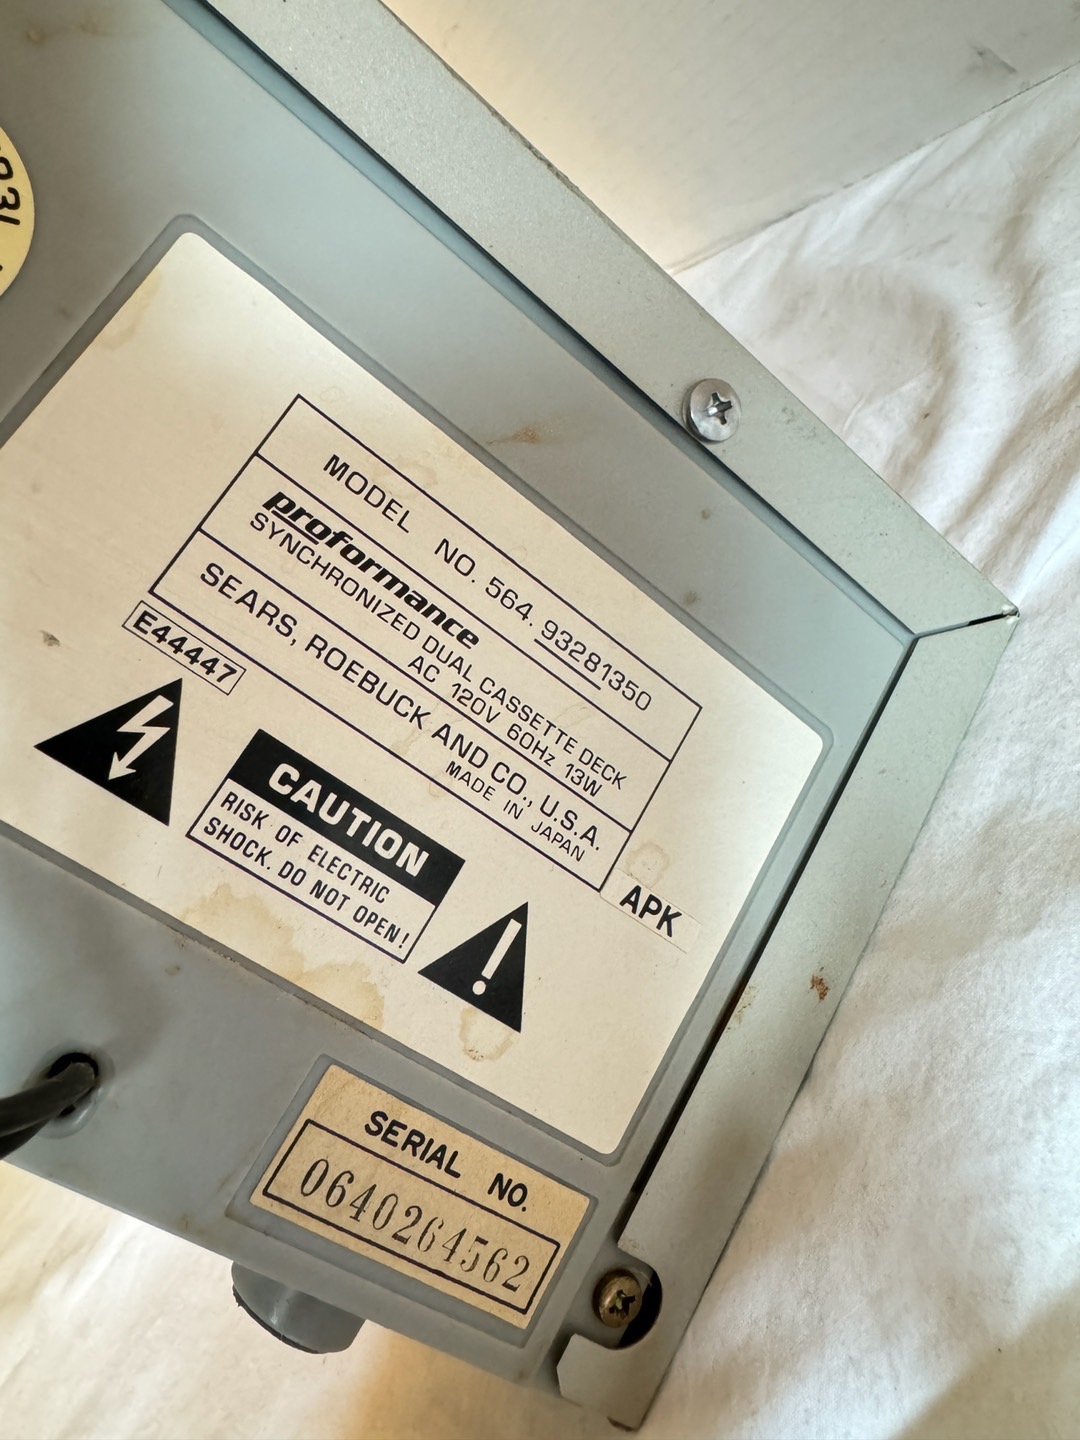 MODEL NO. 564. 93281350
proformance
SYNCHRONIZED DUAL CASSETTE DECK
AC 120V 60Hz 13W
SEARS, ROEBUCK AND CO., U.S.A.
MADE IN JAPAN
E44447
APK
CAUTION
RISK OF ELECTRIC
SHOCK. DO NOT OPEN!
!
SERIAL NO.
0640264562